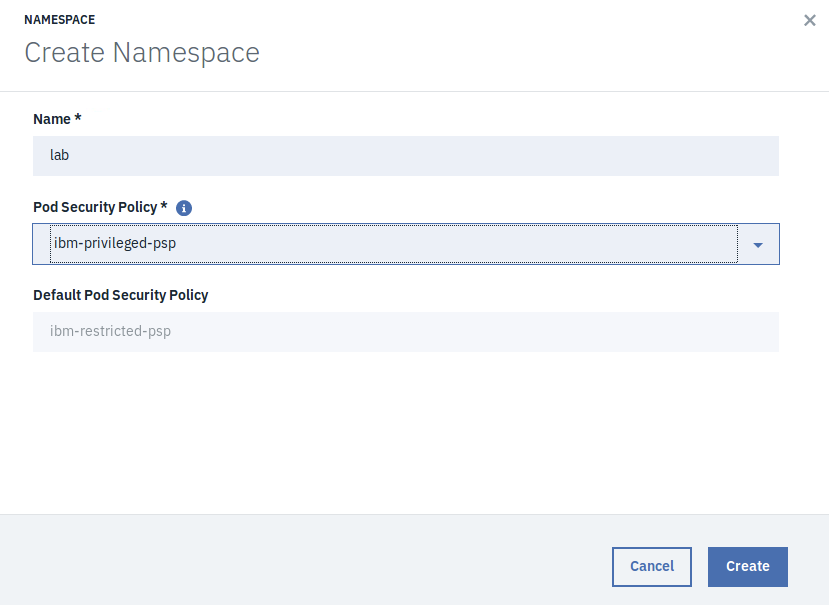 NAMESPACE
Create Namespace
Name *
lab
Pod Security Policy *
ibm-privileged-psp
Default Pod Security Policy
ibm-restricted-psp
Cancel
Create